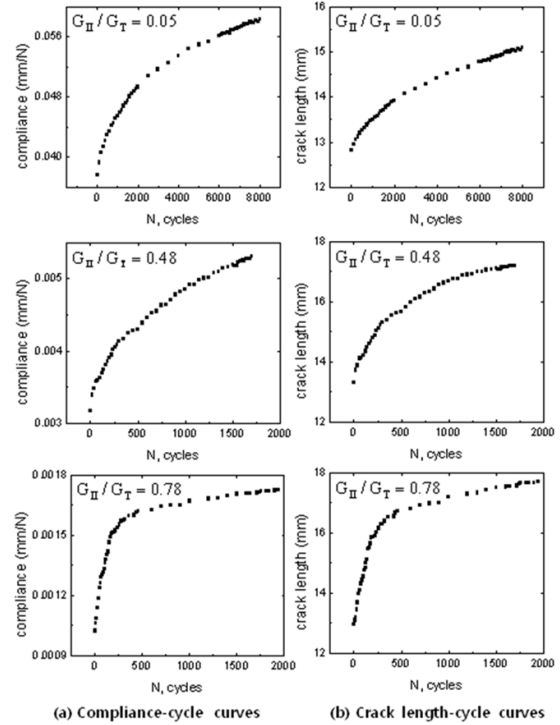 G_II / G_T = 0.05
compliance (mm/N)
0.056
0.048
0.040
0 2000 4000 6000 8000
N, cycles
G_II / G_T = 0.05
crack length (mm)
16
15
14
13
12
0 2000 4000 6000 8000
N, cycles
G_II / G_T = 0.48
compliance (mm/N)
0.005
0.004
0.003
0 500 1000 1500 2000
N, cycles
G_II / G_T = 0.48
crack length (mm)
18
16
14
12
0 500 1000 1500 2000
N, cycles
G_II / G_T = 0.78
compliance (mm/N)
0.0018
0.0015
0.0012
0.0009
0 500 1000 1500 2000
N, cycles
G_II / G_T = 0.78
crack length (mm)
18
16
14
12
0 500 1000 1500 2000
N, cycles
(a) Compliance-cycle curves
(b) Crack length-cycle curves